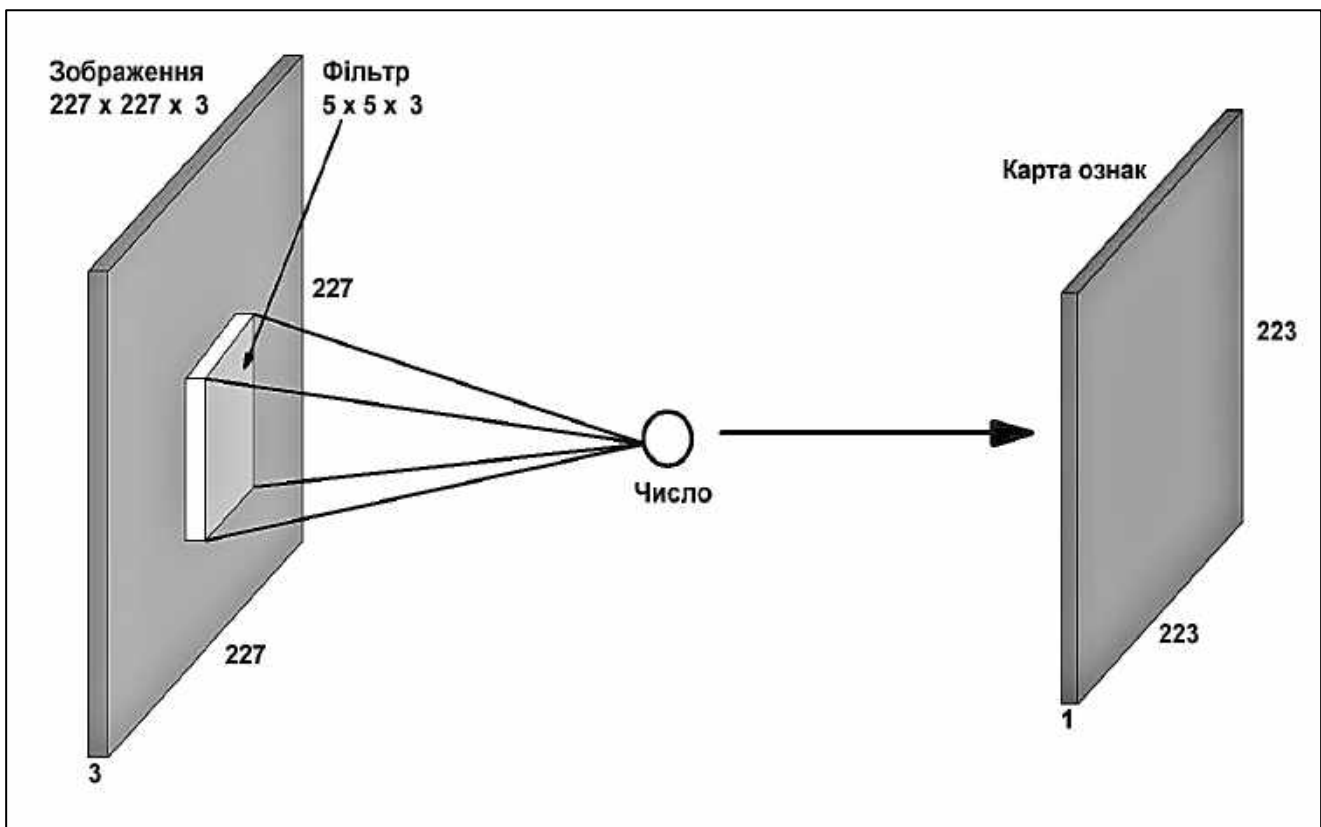 Зображення
227 x 227 x 3
Фільтр
5 x 5 x 3
Карта ознак
227
223
Число
227
223
3
1